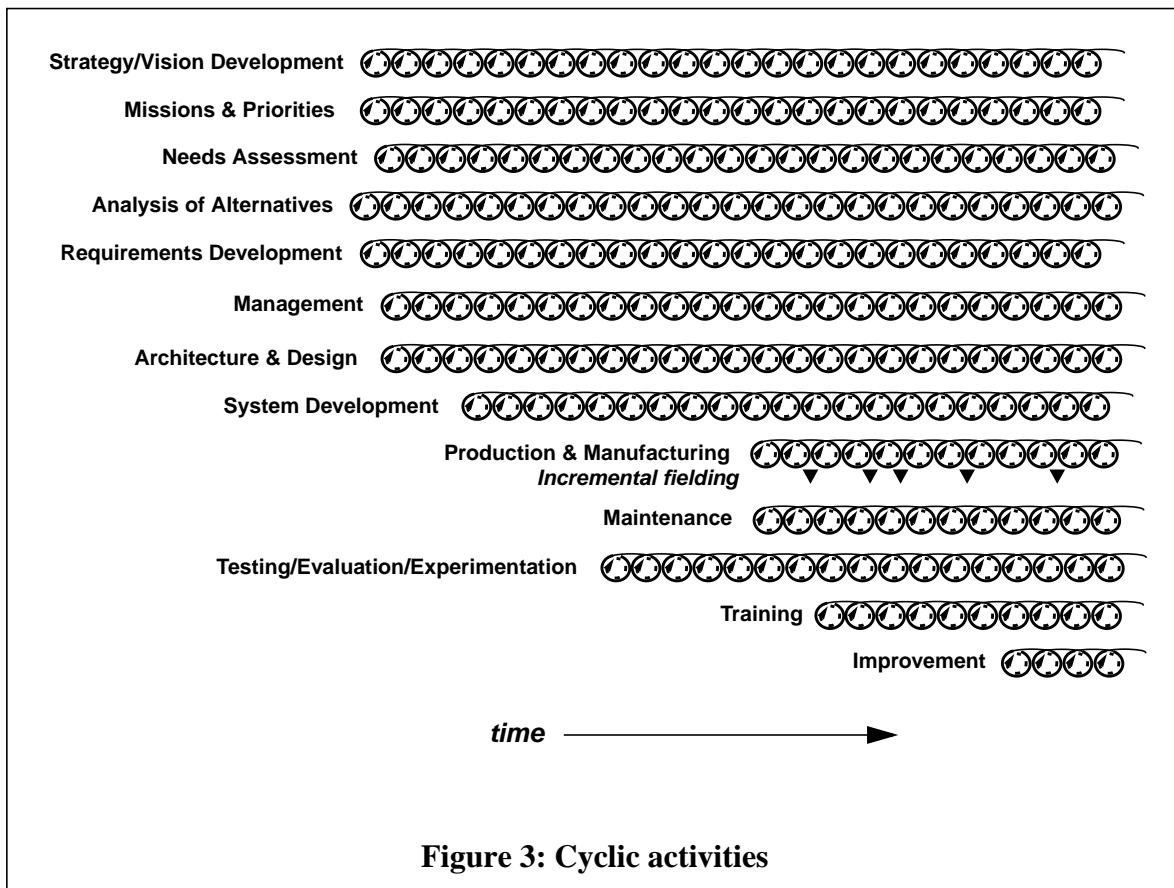 Strategy/Vision Development
Missions & Priorities
Needs Assessment
Analysis of Alternatives
Requirements Development
Management
Architecture & Design
System Development
Production & Manufacturing
Incremental fielding
Maintenance
Testing/Evaluation/Experimentation
Training
Improvement
time
Figure 3: Cyclic activities